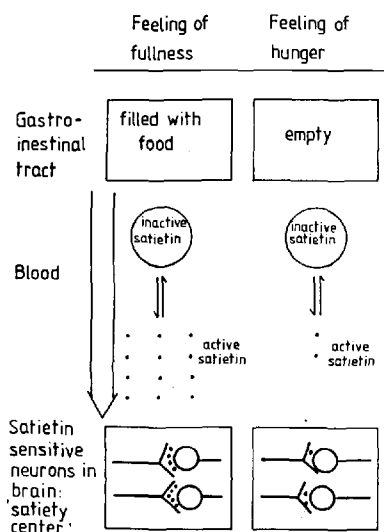 Feeling of
fullness
Feeling of
hunger
Gastro-
inestinal
tract
filled with
food
empty
Blood
inactive
satietin
inactive
satietin
active
satietin
active
satietin
Satietin
sensitive
neurons in
brain:
'satiety
center'